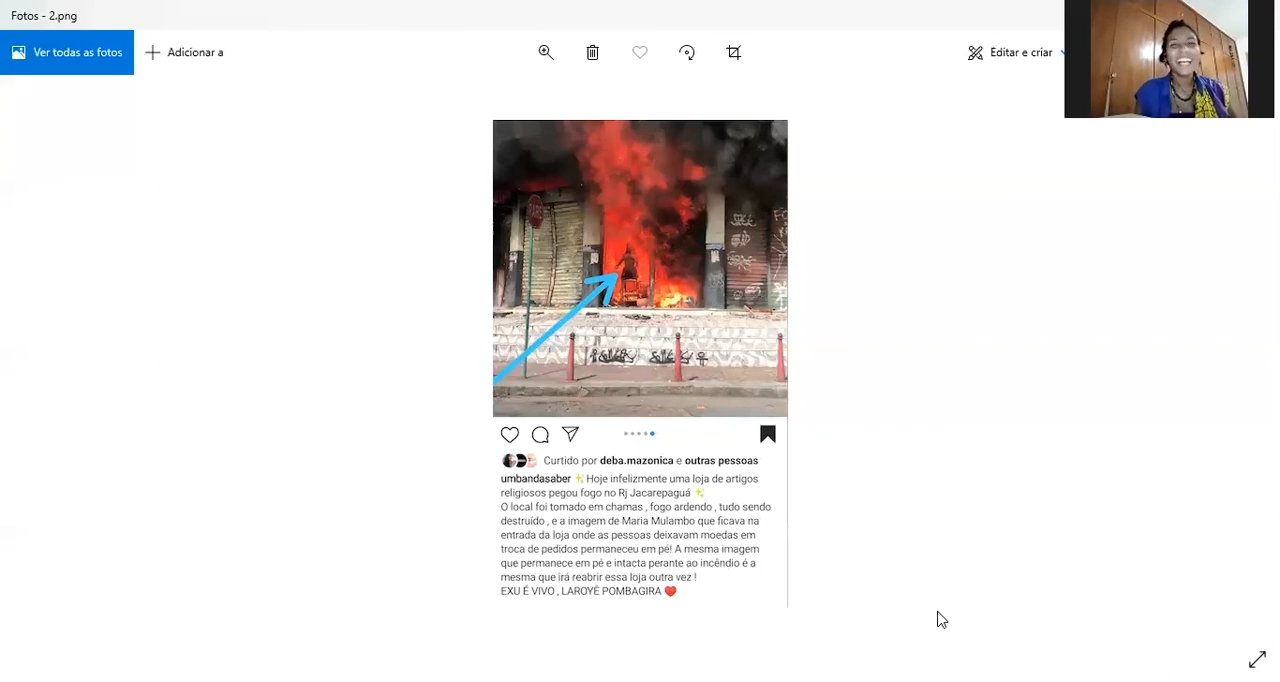 Fotos - 2.png
Ver todas as fotos
Adicionar a
Editar e criar
Curtido por deba.mazonica e outras pessoas
umbandasaber ✨Hoje infelizmente uma loja de artigos
religiosos pegou fogo no Rj Jacarepaguá ✨
O local foi tomado em chamas , fogo ardendo , tudo sendo
destruído , e a imagem de Maria Mulambo que ficava na
entrada da loja onde as pessoas deixavam moedas em
troca de pedidos permaneceu em pé! A mesma imagem
que permanece em pé e intacta perante ao incêndio é a
mesma que irá reabrir essa loja outra vez !
EXU É VIVO , LAROYÊ POMBAGIRA ❤️